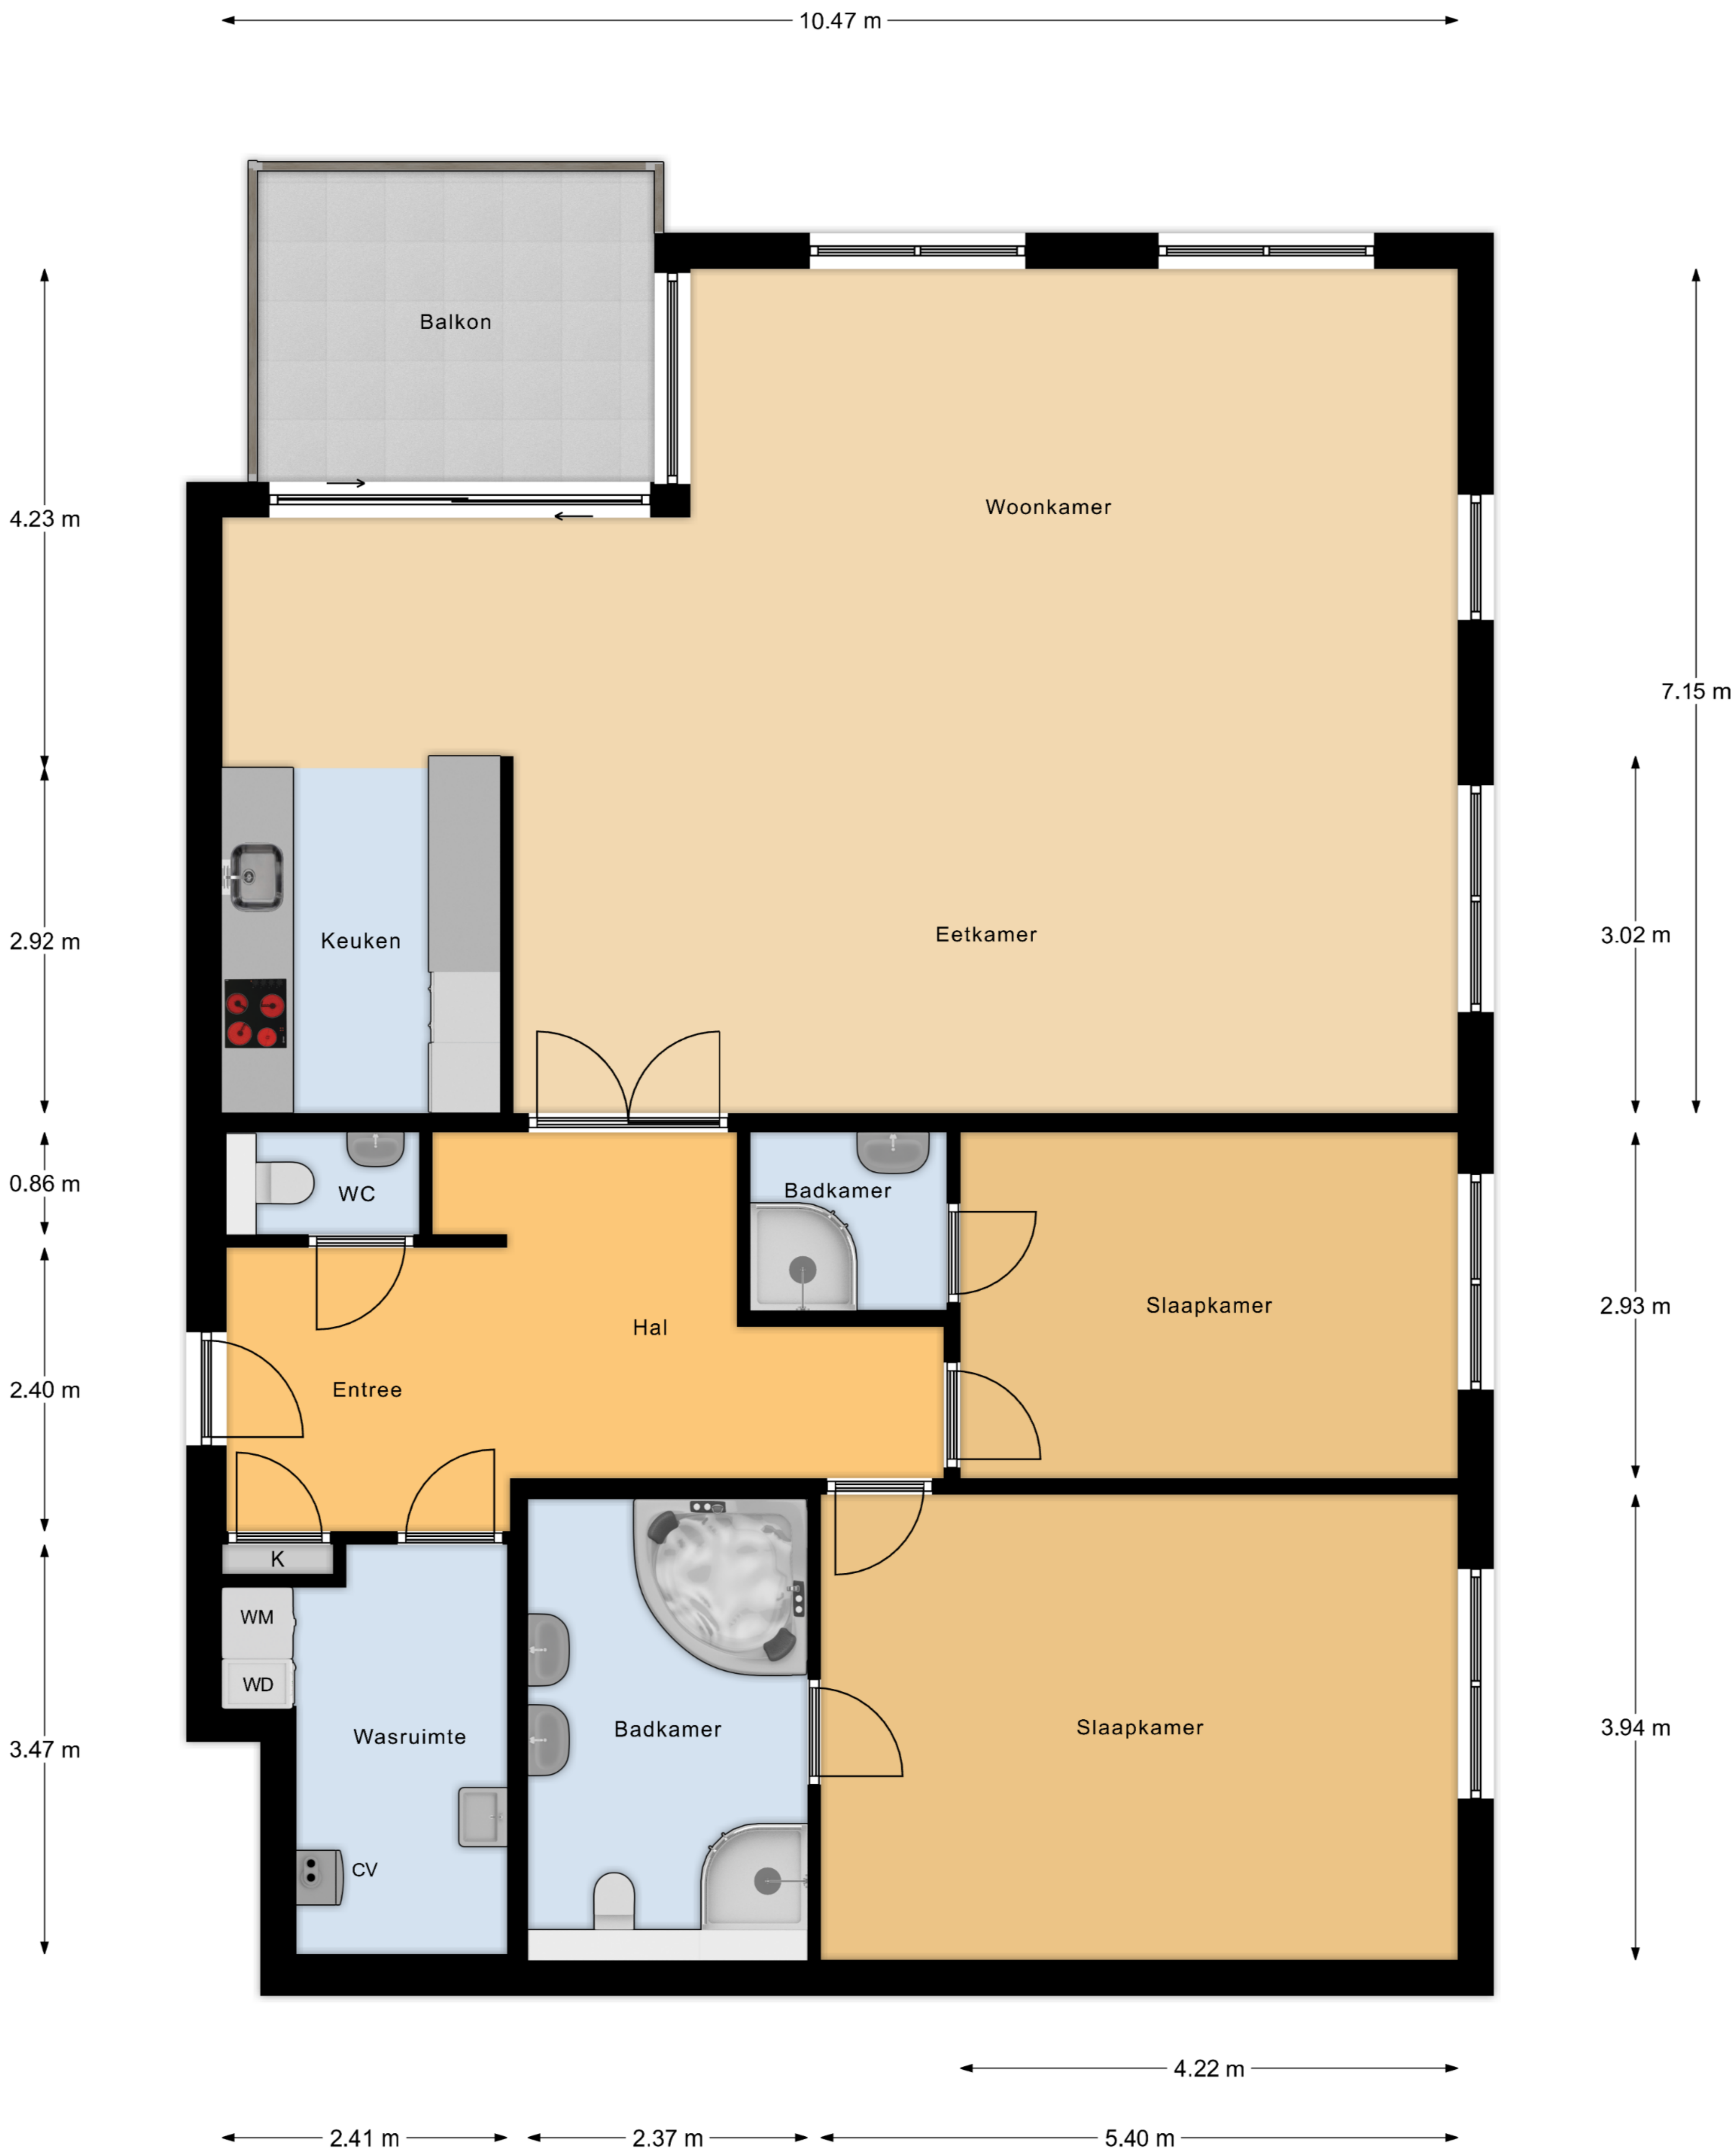 10.47 m
Balkon
Woonkamer
4.23 m
7.15 m
Eetkamer
Keuken
2.92 m
3.02 m
0.86 m
WC
Badkamer
Slaapkamer
2.93 m
Hal
Entree
2.40 m
K
WM
WD
Wasruimte
Badkamer
Slaapkamer
3.94 m
3.47 m
CV
4.22 m
2.41 m
2.37 m
5.40 m